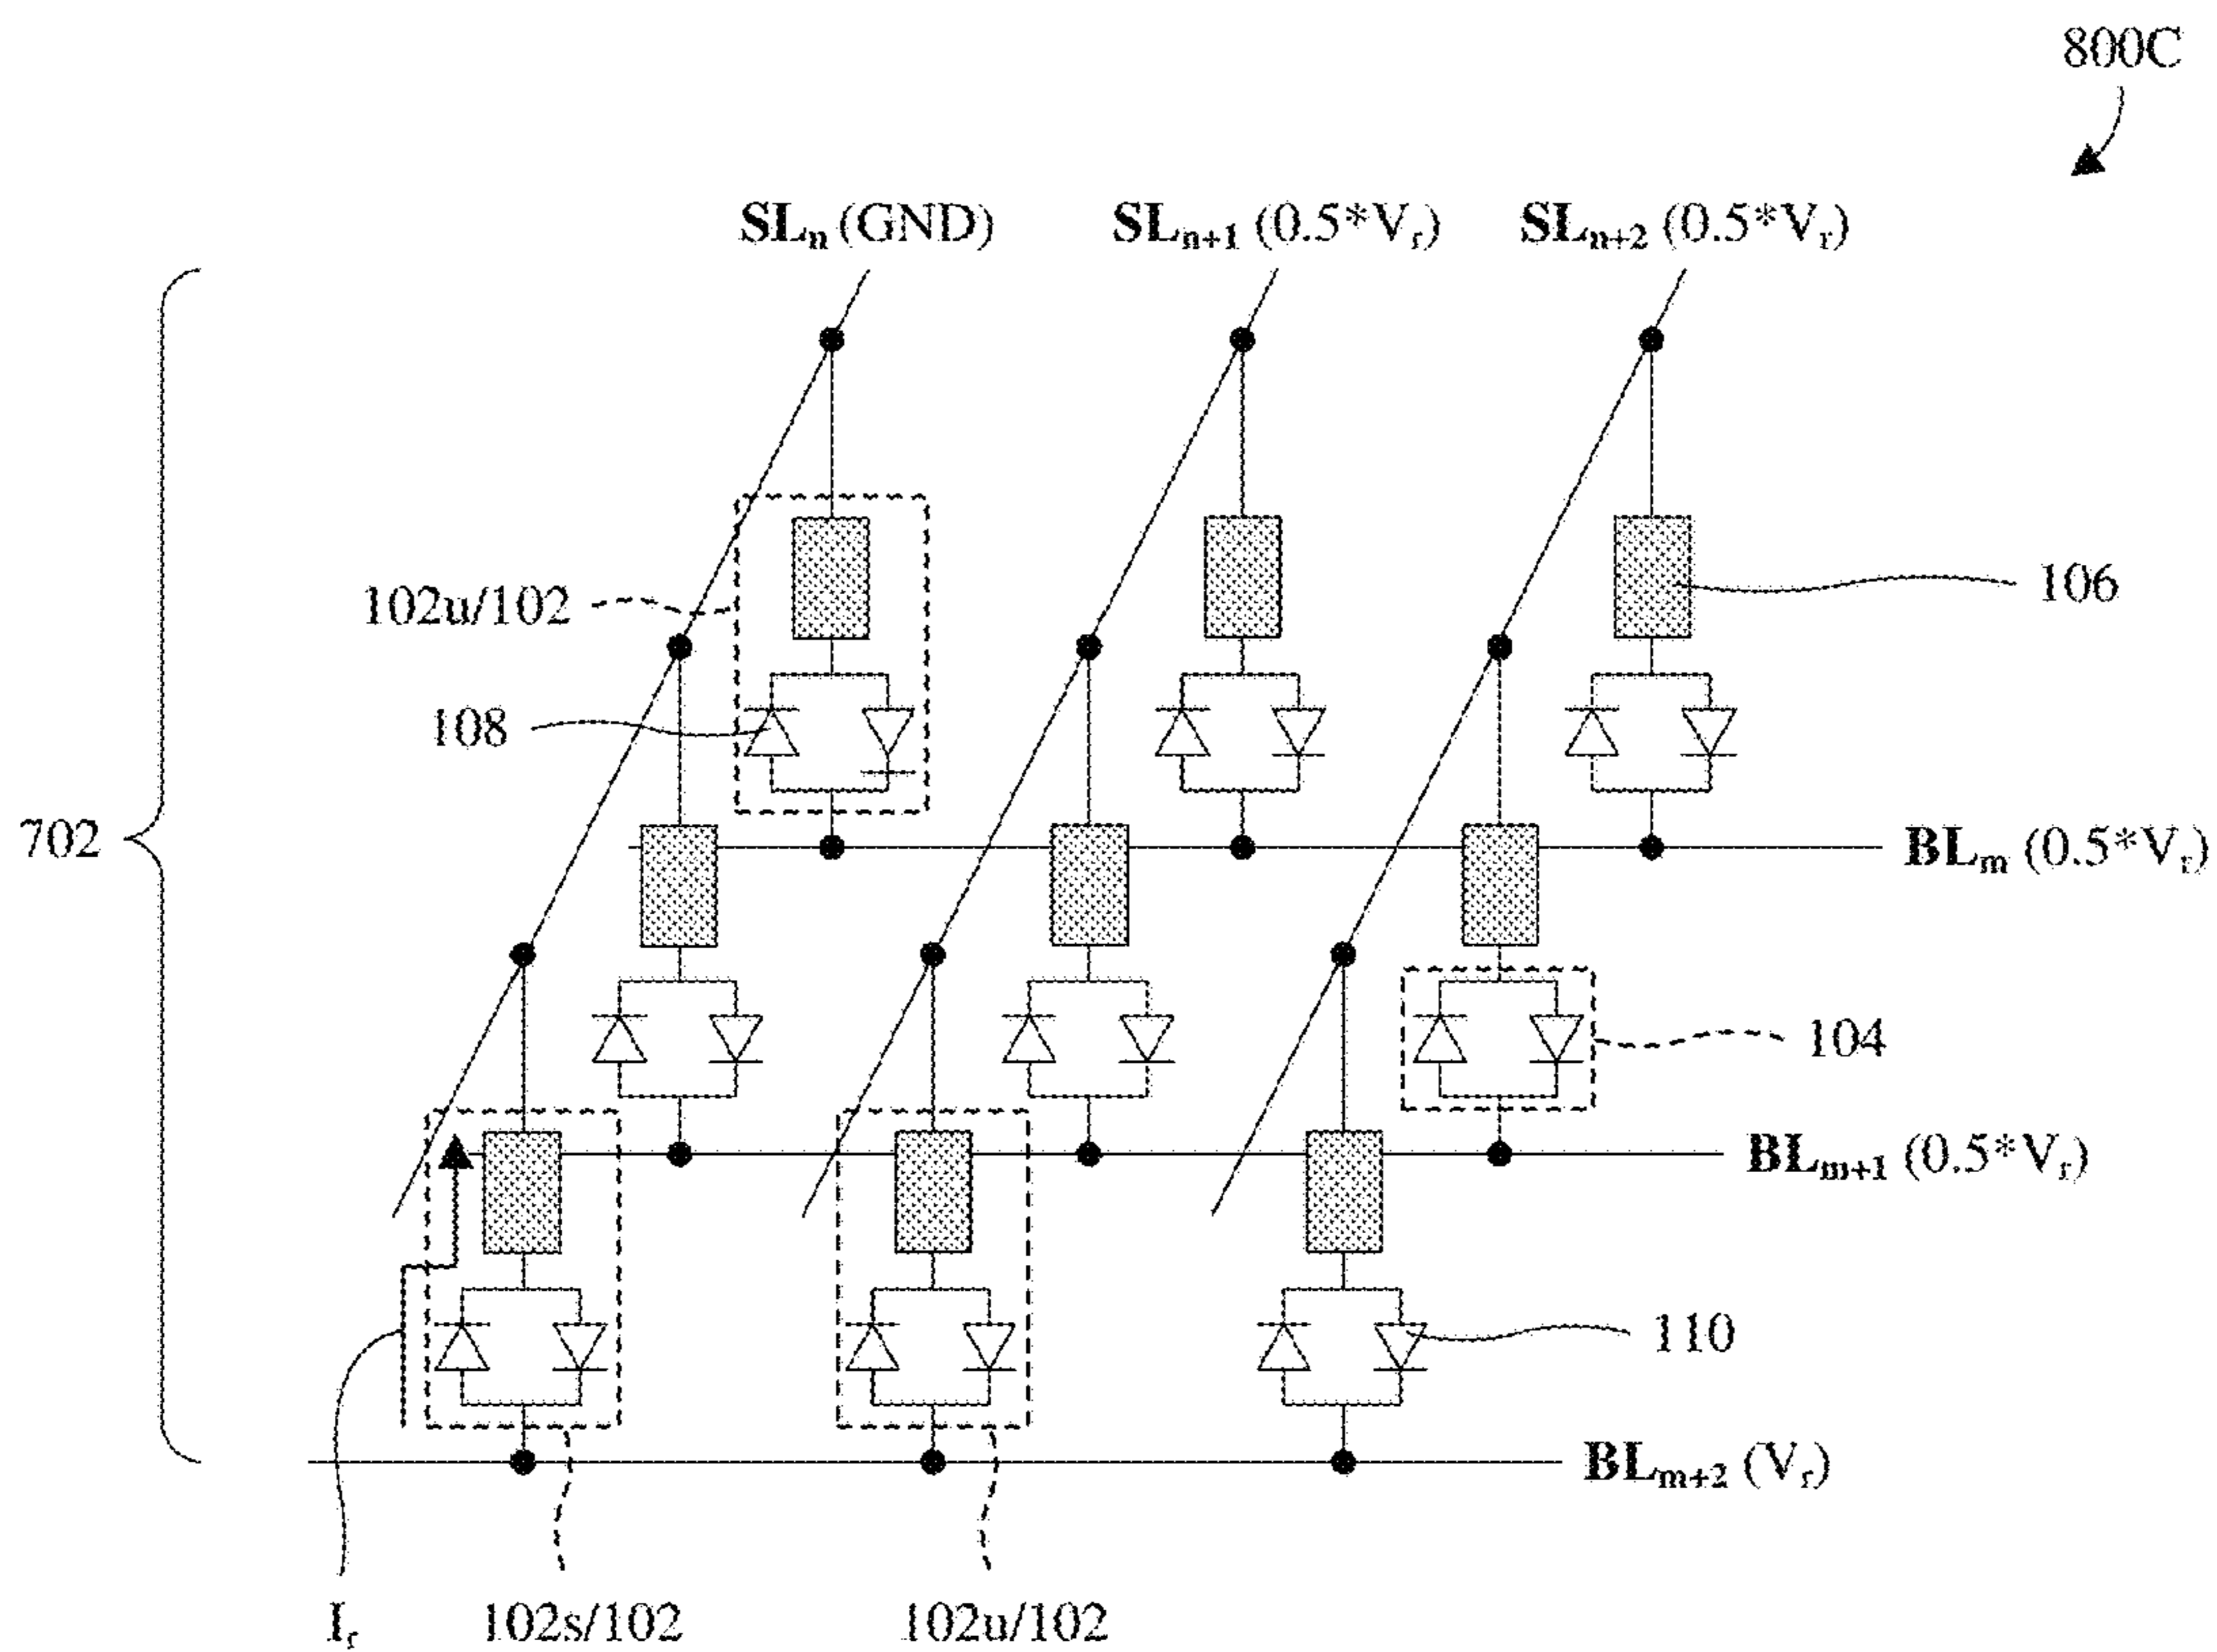 800C
SLn (GND) SLn+1 (0.5*Vr) SLn+2 (0.5*Vr)
102u/102 106
108
702 BLm (0.5*Vr)
104
BLm+1 (0.5*Vr)
110
BLm+2 (Vr)
Ir 102s/102 102u/102